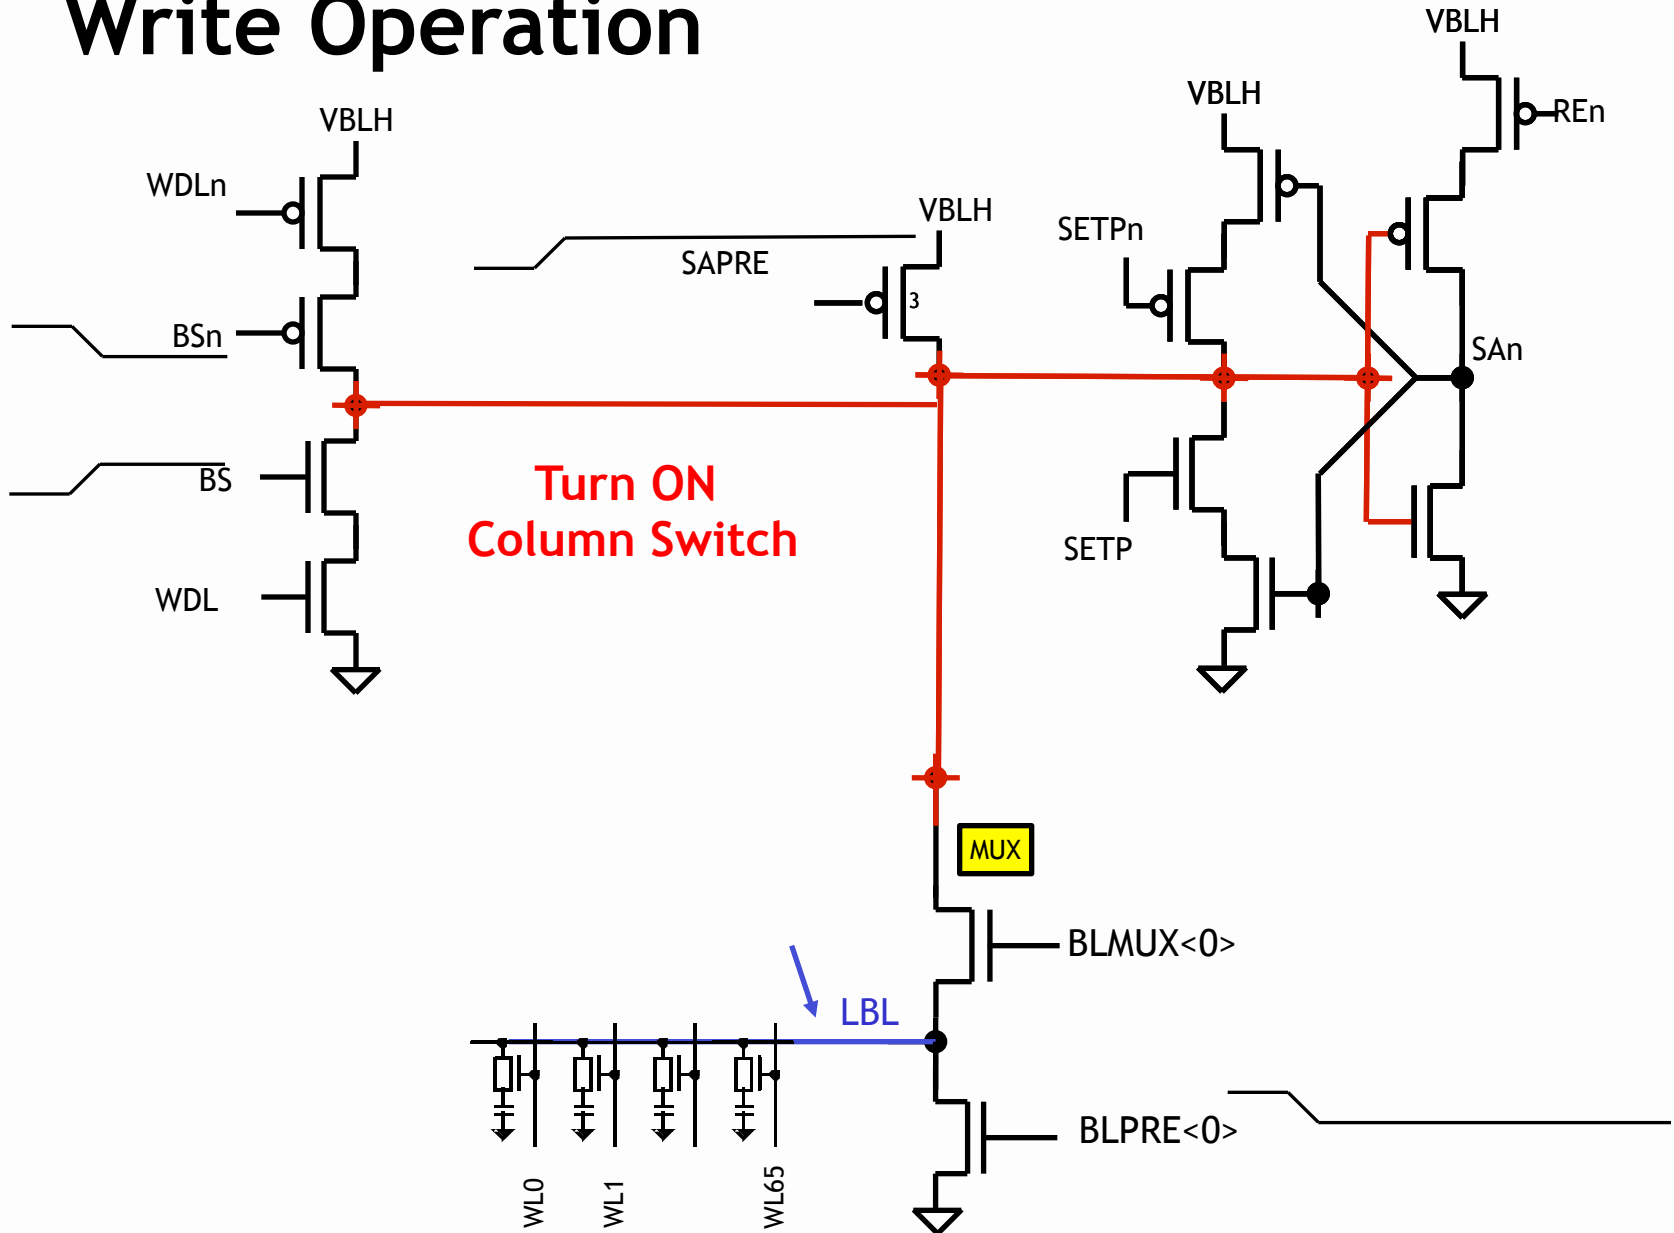 Write Operation
VBLH
VBLH
VBLH
REn
WDLn
VBLH
SETPn
SAPRE
3
BSn
SAn
BS
Turn ON
Column Switch
SETP
WDL
MUX
BLMUX<0>
LBL
BLPRE<0>
WL0
WL1
WL65